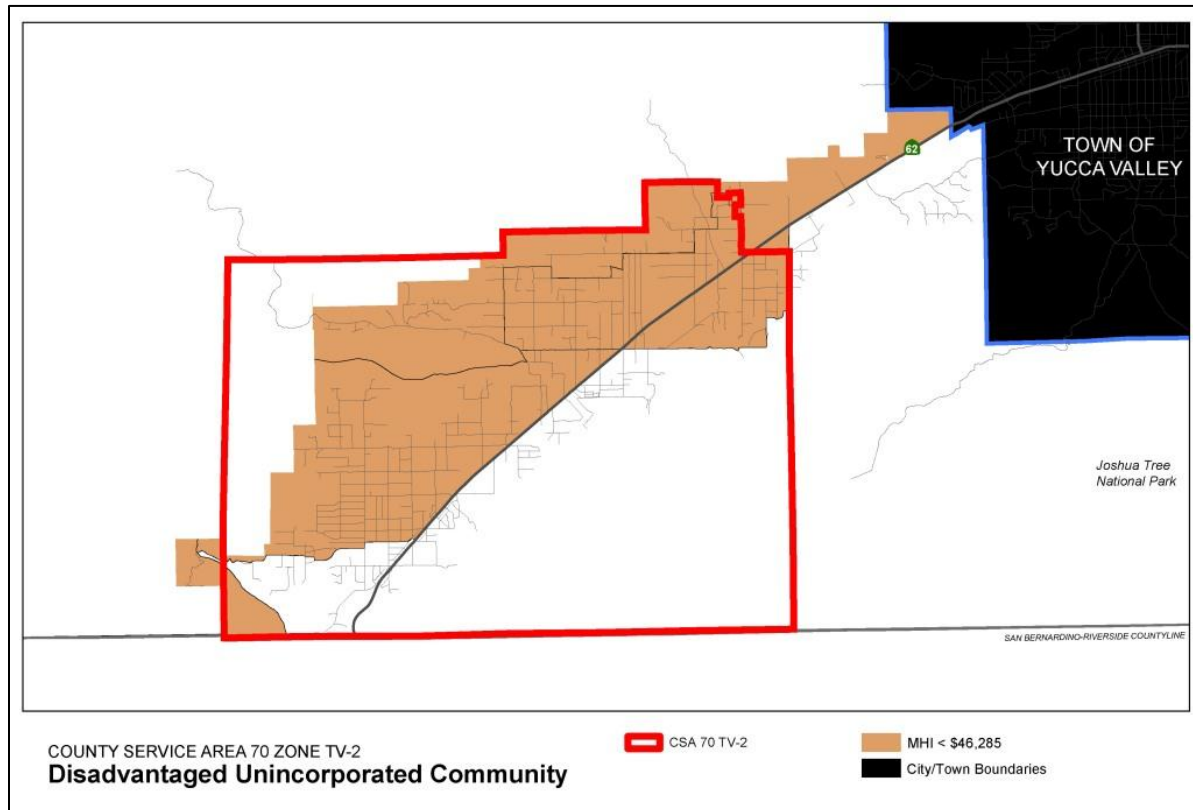 62
TOWN OF
YUCCA VALLEY
Joshua Tree
National Park
SAN BERNARDINO-RIVERSIDE COUNTYLINE
COUNTY SERVICE AREA 70 ZONE TV-2
Disadvantaged Unincorporated Community
CSA 70 TV-2
MHI < $46,285
City/Town Boundaries